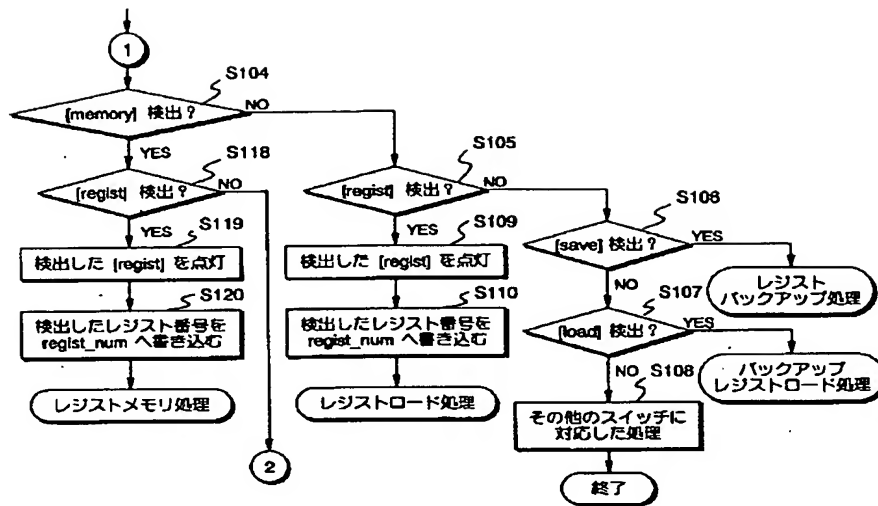 1
S104
[memory] 検出?
NO
YES
S118
[regist] 検出?
NO
YES
S119
検出した [regist] を点灯
S120
検出したレジスト番号を
regist_num へ書き込む
レジストメモリ処理
2
S105
[regist] 検出?
NO
YES
S109
検出した [regist] を点灯
S110
検出したレジスト番号を
regist_num へ書き込む
レジストロード処理
S106
[save] 検出?
YES
NO
レジスト
バックアップ処理
S107
[load] 検出?
YES
NO
バックアップ
レジストロード処理
S108
その他のスイッチに
対応した処理
終了